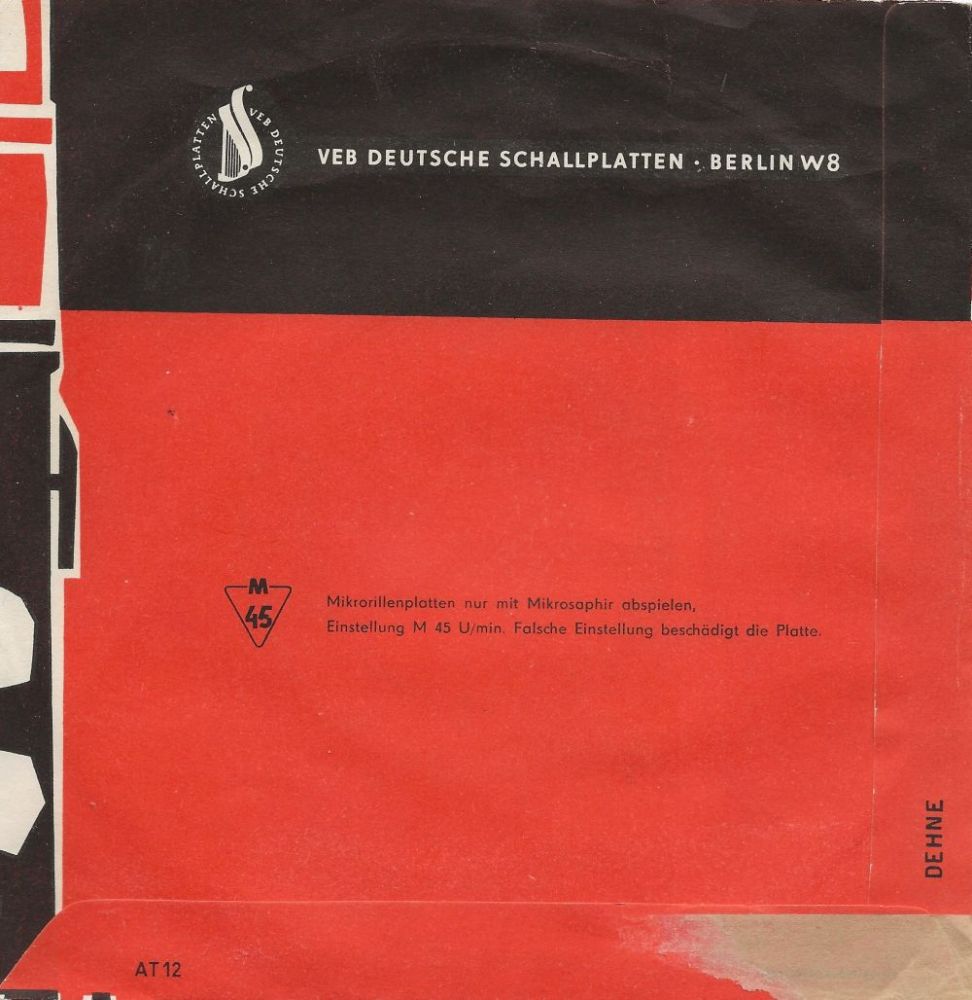 VEB DEUTSCHE SCHALLPLATTEN
VEB DEUTSCHE SCHALLPLATTEN · BERLIN W8
M
45
Mikrorillenplatten nur mit Mikrosaphir abspielen,
Einstellung M 45 U/min. Falsche Einstellung beschädigt die Platte.
DEHNE
AT 12